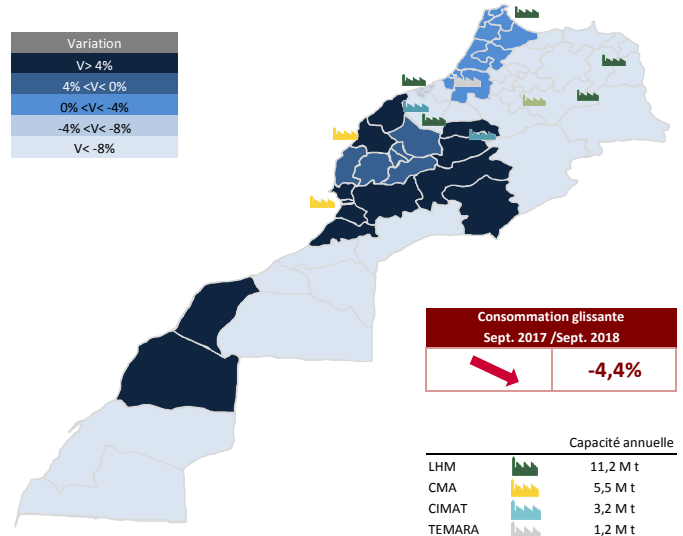 Variation
V> 4%
4% <V< 0%
0% <V< -4%
-4% <V< -8%
V< -8%
Consommation glissante
Sept. 2017 /Sept. 2018
-4,4%
Capacité annuelle
LHM 11,2 M t
CMA 5,5 M t
CIMAT 3,2 M t
TEMARA 1,2 M t